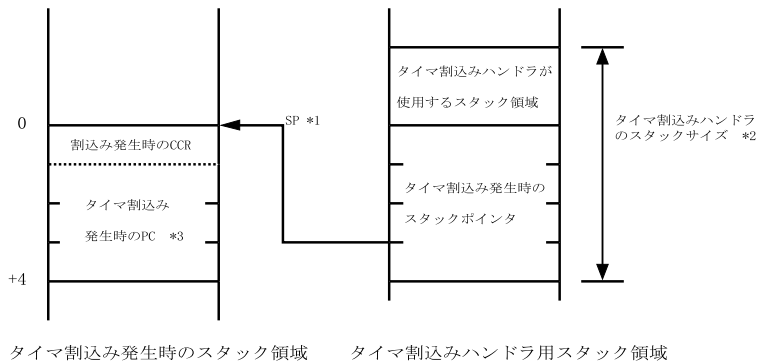 タイマ割込みハンドラが
使用するスタック領域
0
SP *1
タイマ割込みハンドラ
のスタックサイズ *2
割込み発生時のCCR
タイマ割込み
発生時のPC *3
タイマ割込み発生時の
スタックポインタ
+4
タイマ割込み発生時のスタック領域
タイマ割込みハンドラ用スタック領域